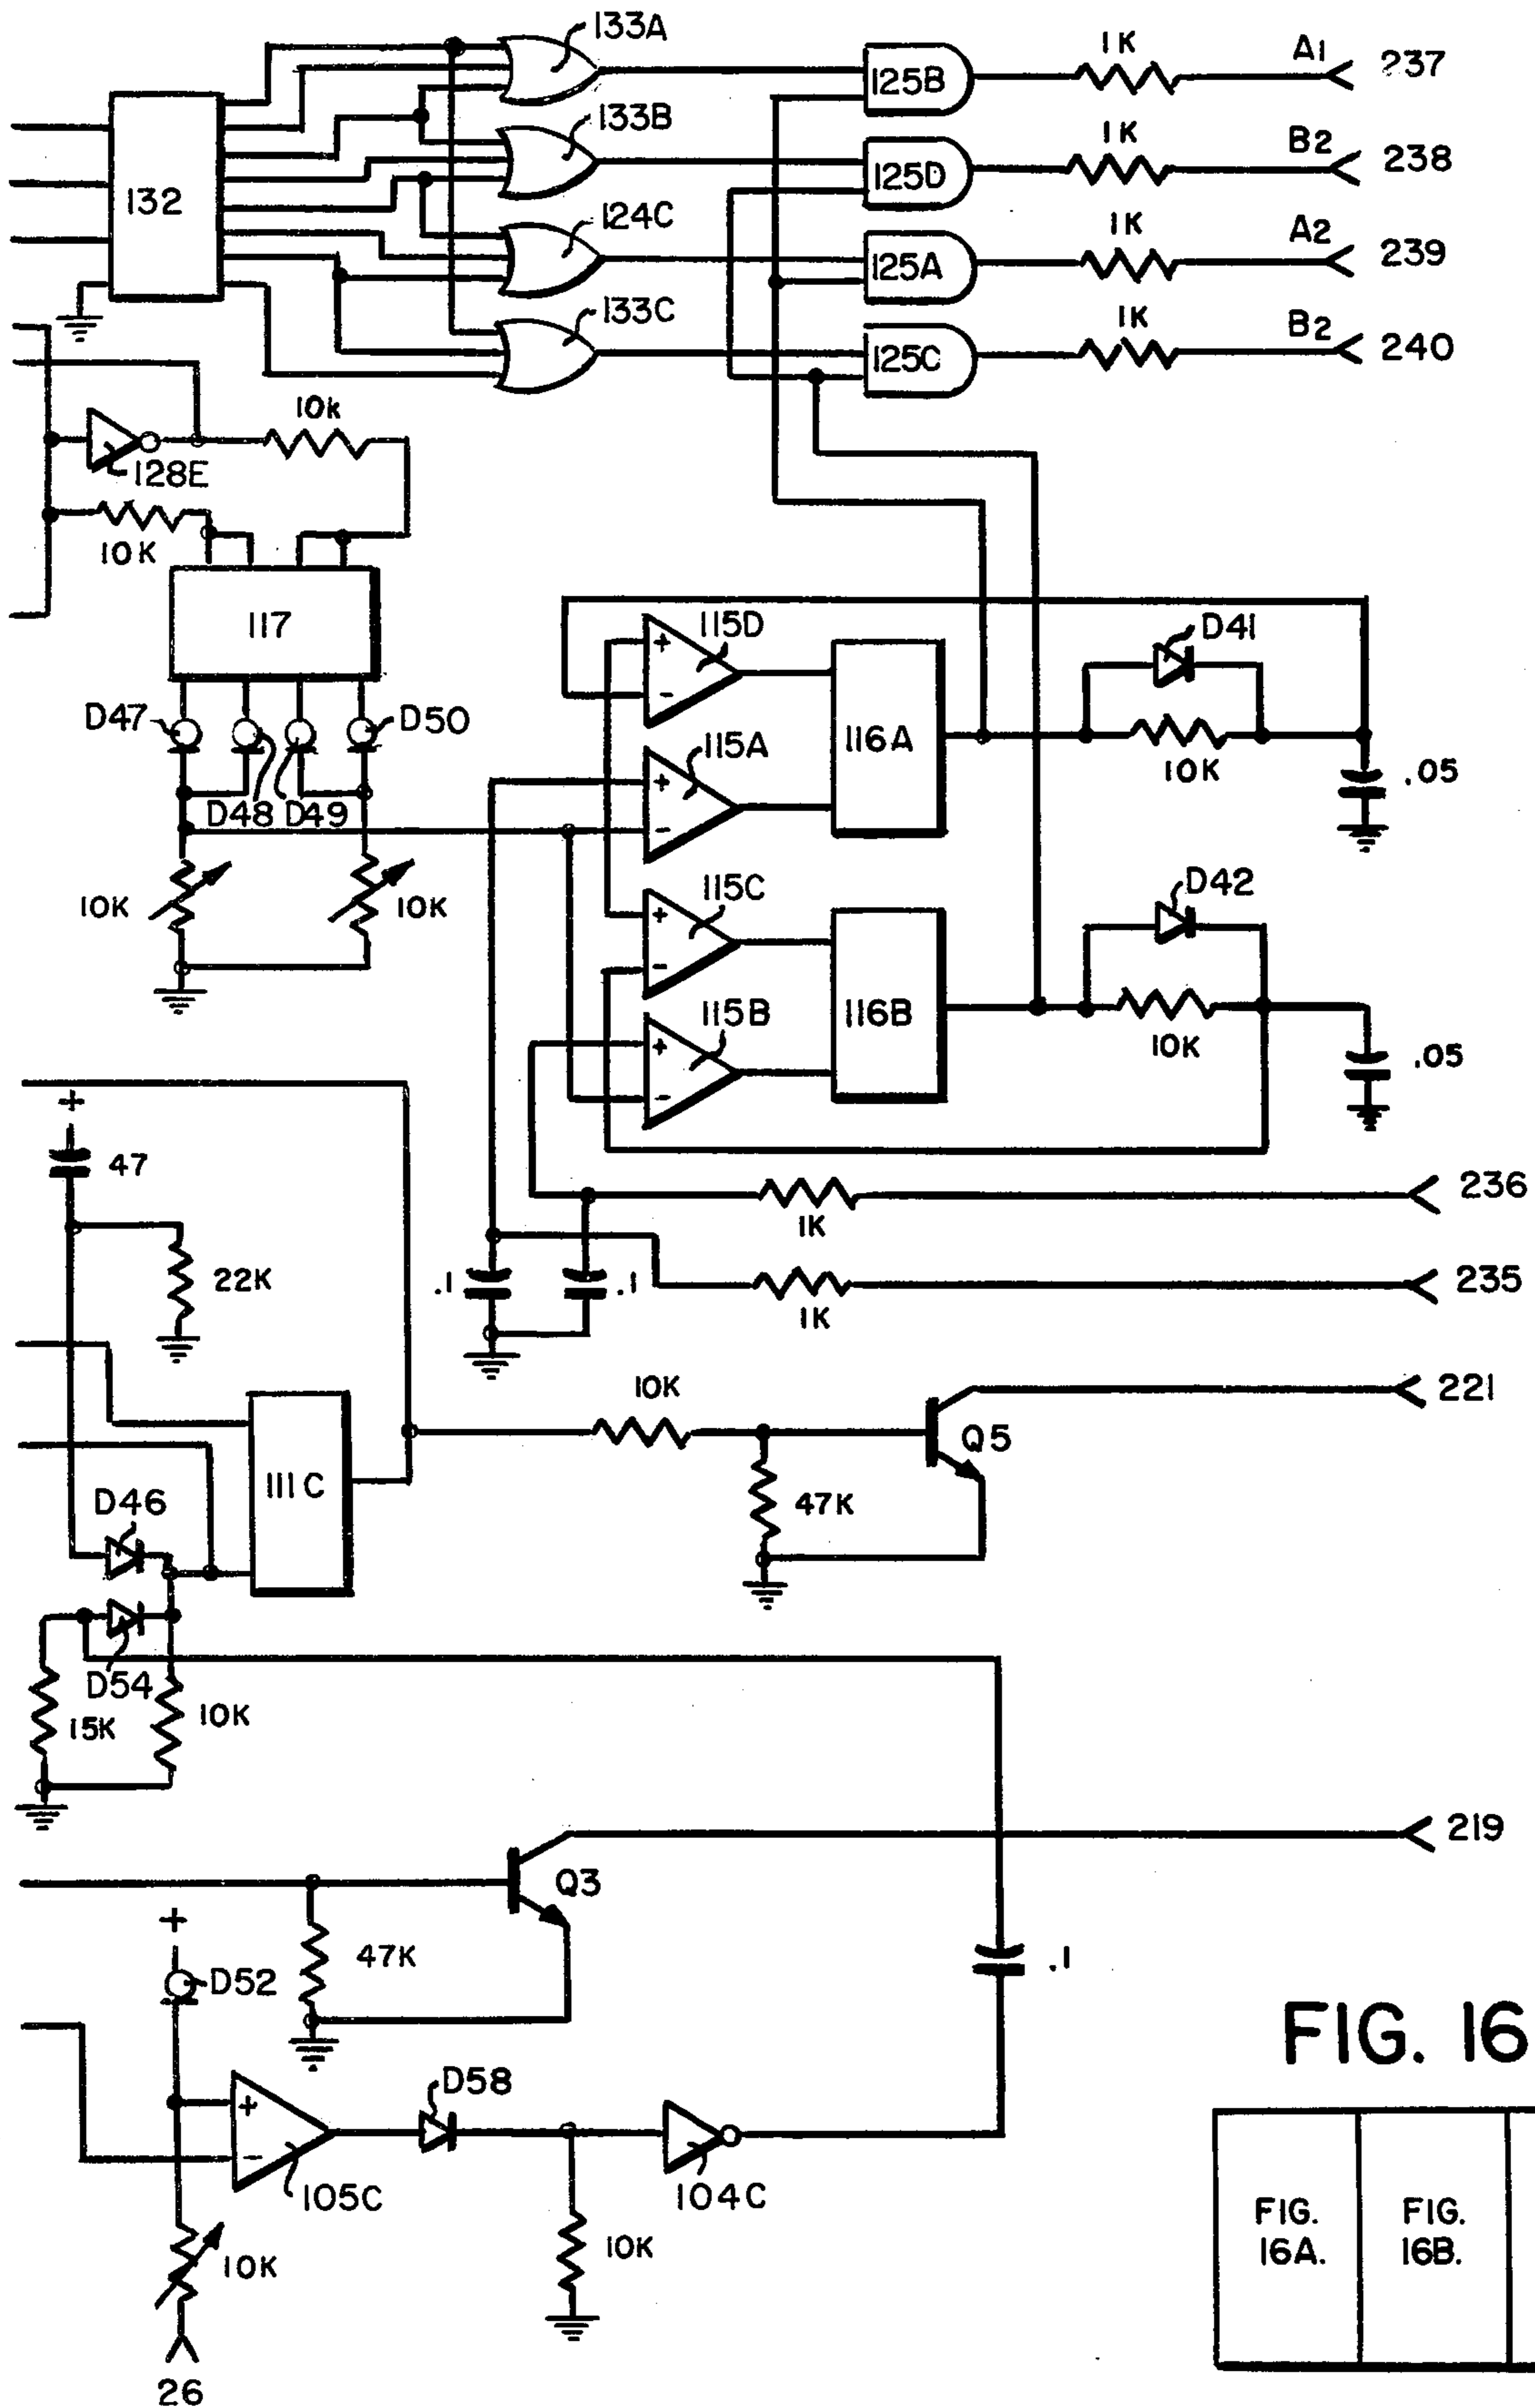 133A
125B
1K
A1
237
133B
125D
1K
B2
238
132
124C
125A
1K
A2
239
133C
125C
1K
B2
240
10k
128E
10K
117
D47
D48
D49
D50
10K
10K
115D
+
-
115A
+
-
116A
D41
10K
.05
115C
+
-
115B
+
-
116B
D42
10K
.05
+
47
22K
236
1K
.1
.1
235
1K
10K
221
Q5
47K
111C
D46
D54
15K
10K
219
Q3
47K
+
D52
.1
+
-
105C
D58
104C
10K
10K
26
FIG. 16
FIG.
16A.
FIG.
16B.